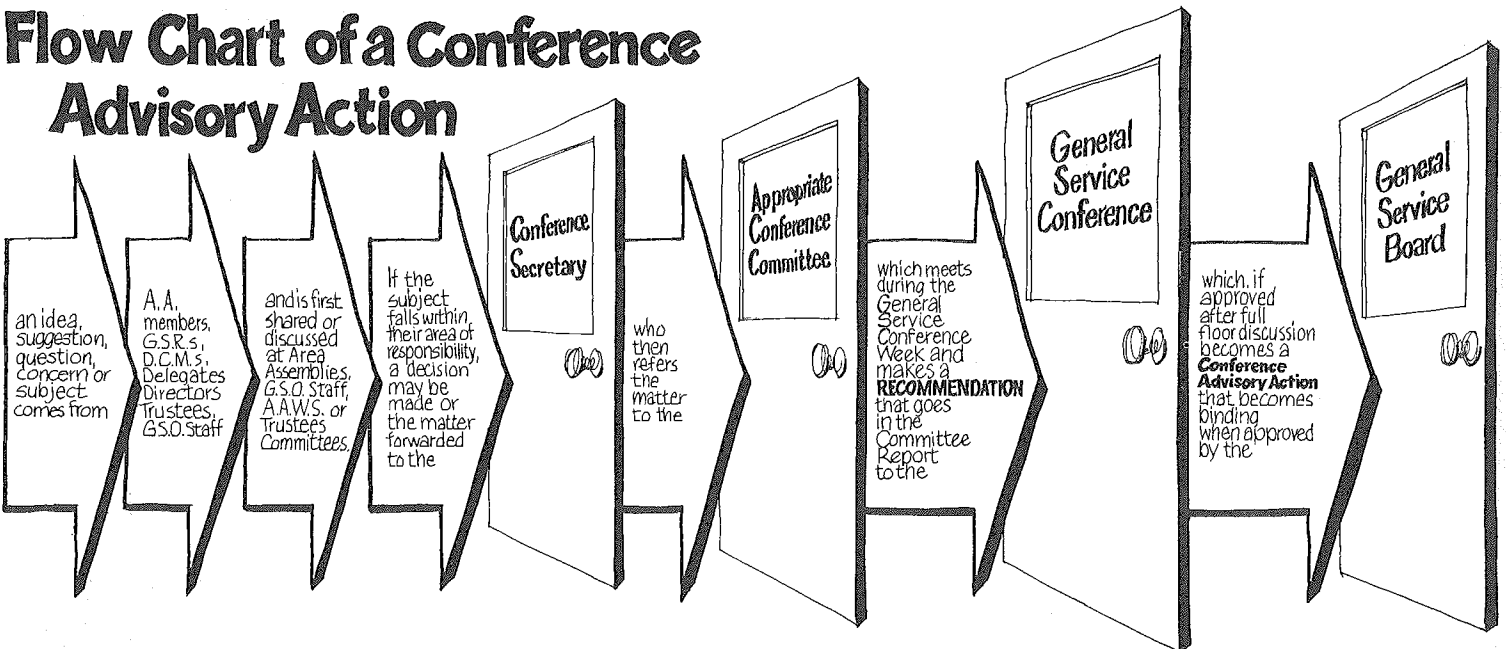 Flow Chart of a Conference
Advisory Action
an idea,
suggestion,
question,
concern or
subject
comes from
A.A.
members,
G.S.R.s,
D.C.M.s,
Delegates
Directors
Trustees,
G.S.O. Staff
and is first
shared or
discussed
at Area
Assemblies,
G.S.O. Staff,
A.A.W.S. or
Trustees
Committees.
If the
subject
falls within,
their area of
responsibility,
a decision
may be
made or
the matter
forwarded
to the
Conference
Secretary
who
then
refers
the
matter
to the
Appropriate
Conference
Committee
which meets
during the
General
Service
Conference
Week and
makes a
RECOMMENDATION
that goes
in the
Committee
Report
to the
General
Service
Conference
which, if
approved
after full
floor discussion
becomes a
Conference
Advisory Action
that becomes
binding
when approved
by the
General
Service
Board